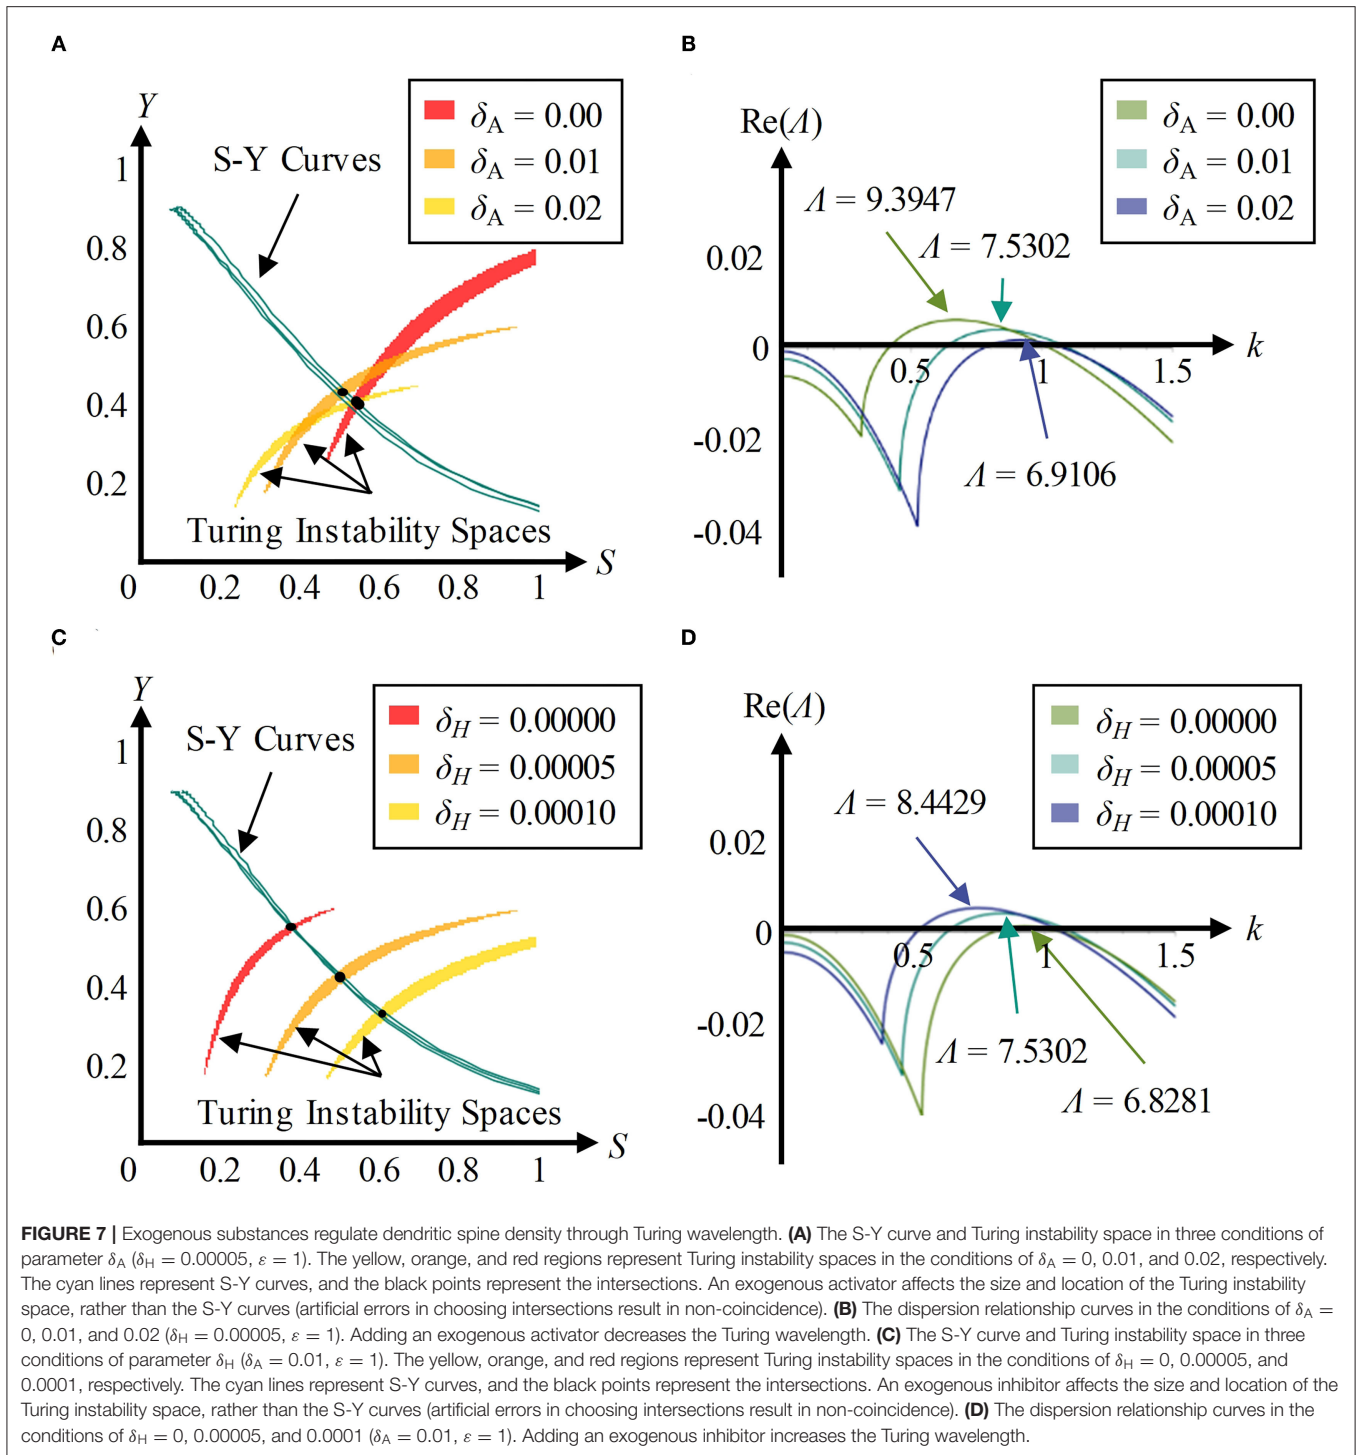 A
Y
S-Y Curves
δA = 0.00
δA = 0.01
δA = 0.02
1
0.8
0.6
0.4
0.2
Turing Instability Spaces
S
0 0.2 0.4 0.6 0.8 1
B
Re(Λ)
δA = 0.00
δA = 0.01
δA = 0.02
Λ = 9.3947
Λ = 7.5302
0.02
0
k
0.5 1 1.5
-0.02
Λ = 6.9106
-0.04
C
Y
S-Y Curves
δH = 0.00000
δH = 0.00005
δH = 0.00010
1
0.8
0.6
0.4
0.2
Turing Instability Spaces
S
0 0.2 0.4 0.6 0.8 1
D
Re(Λ)
δH = 0.00000
δH = 0.00005
δH = 0.00010
Λ = 8.4429
0.02
0
k
0.5 1 1.5
-0.02
Λ = 7.5302
Λ = 6.8281
-0.04
FIGURE 7 | Exogenous substances regulate dendritic spine density through Turing wavelength. (A) The S-Y curve and Turing instability space in three conditions of
parameter δA (δH = 0.00005, ε = 1). The yellow, orange, and red regions represent Turing instability spaces in the conditions of δA = 0, 0.01, and 0.02, respectively.
The cyan lines represent S-Y curves, and the black points represent the intersections. An exogenous activator affects the size and location of the Turing instability
space, rather than the S-Y curves (artificial errors in choosing intersections result in non-coincidence). (B) The dispersion relationship curves in the conditions of δA =
0, 0.01, and 0.02 (δH = 0.00005, ε = 1). Adding an exogenous activator decreases the Turing wavelength. (C) The S-Y curve and Turing instability space in three
conditions of parameter δH (δA = 0.01, ε = 1). The yellow, orange, and red regions represent Turing instability spaces in the conditions of δH = 0, 0.00005, and
0.0001, respectively. The cyan lines represent S-Y curves, and the black points represent the intersections. An exogenous inhibitor affects the size and location of the
Turing instability space, rather than the S-Y curves (artificial errors in choosing intersections result in non-coincidence). (D) The dispersion relationship curves in the
conditions of δH = 0, 0.00005, and 0.0001 (δA = 0.01, ε = 1). Adding an exogenous inhibitor increases the Turing wavelength.